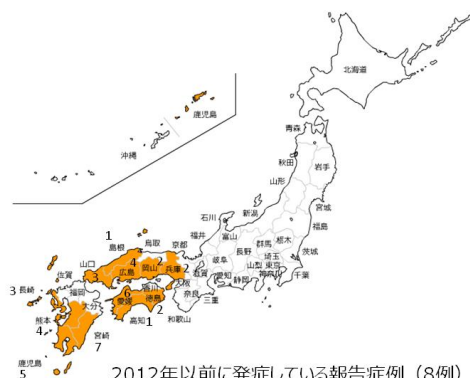 北海道
鹿児島
青森
沖縄
秋田
岩手
山形
宮城
石川
新潟
福島
1
福井
富山
群馬
栃木
島根
鳥取
京都
岐阜
長野
埼玉
茨城
山口
4
2
山梨
東京
佐賀
3
広島
岡山
兵庫
2
滋賀
愛知
静岡
神奈川
千葉
福岡
6
香川
大阪
奈良
三重
3
長崎
大分
愛媛
徳島
2
和歌山
熊本
高知
1
4
宮崎
7
鹿児島
5
2012年以前に発症している報告症例（8例）